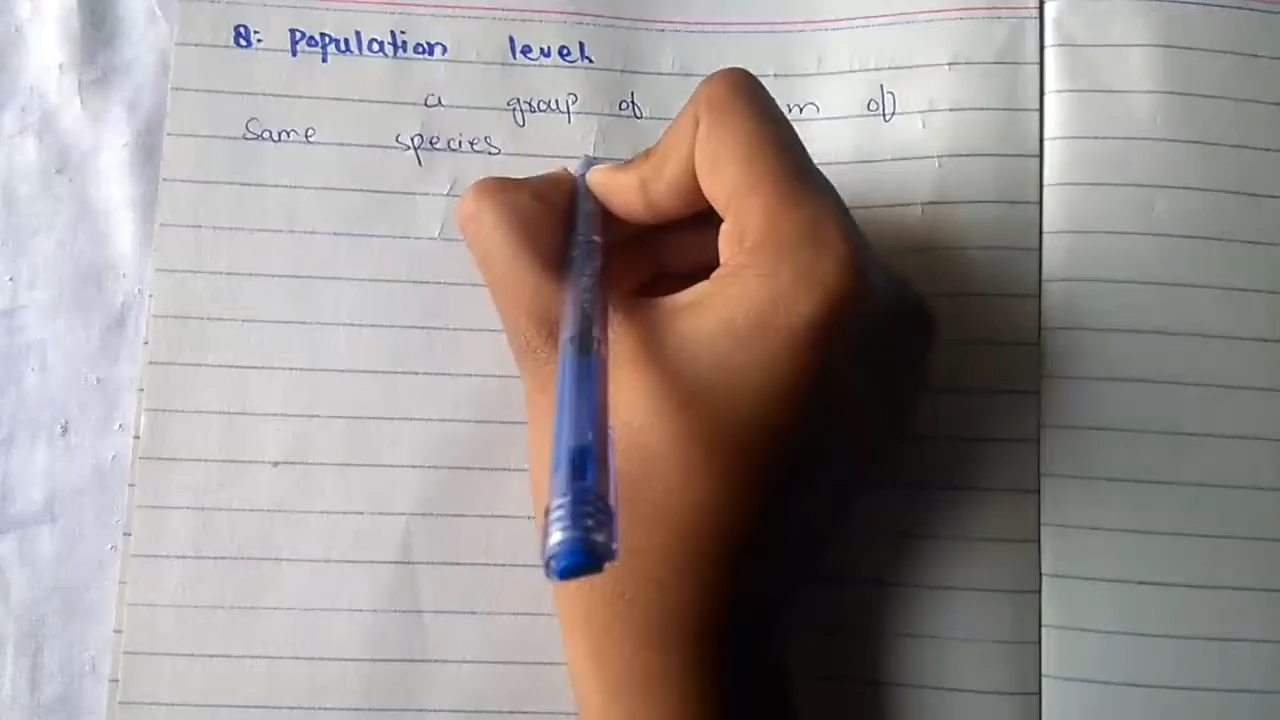 8: Population level
a group of of
Same species